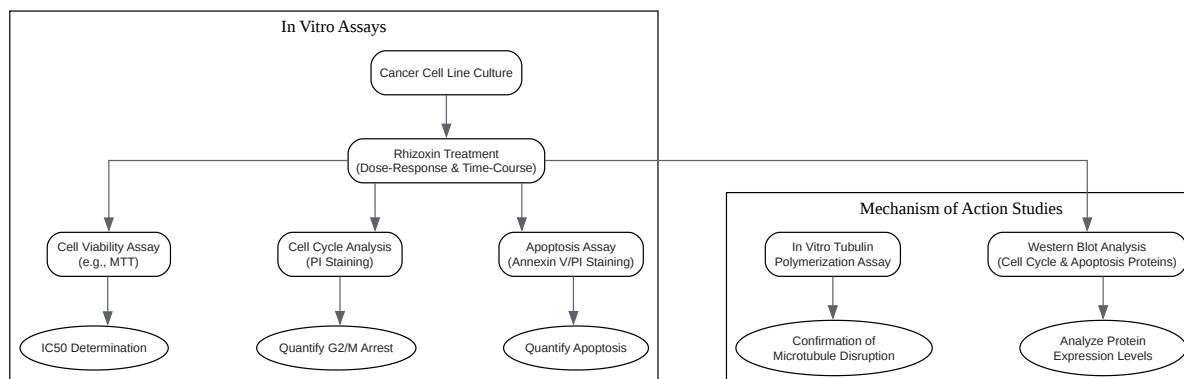 In Vitro Assays
Cancer Cell Line Culture
Rhizoxin Treatment
(Dose-Response & Time-Course)
Cell Viability Assay
(e.g., MTT)
Cell Cycle Analysis
(PI Staining)
Apoptosis Assay
(Annexin V/PI Staining)
IC50 Determination
Quantify G2/M Arrest
Quantify Apoptosis
Mechanism of Action Studies
In Vitro Tubulin
Polymerization Assay
Western Blot Analysis
(Cell Cycle & Apoptosis Proteins)
Confirmation of
Microtubule Disruption
Analyze Protein
Expression Levels